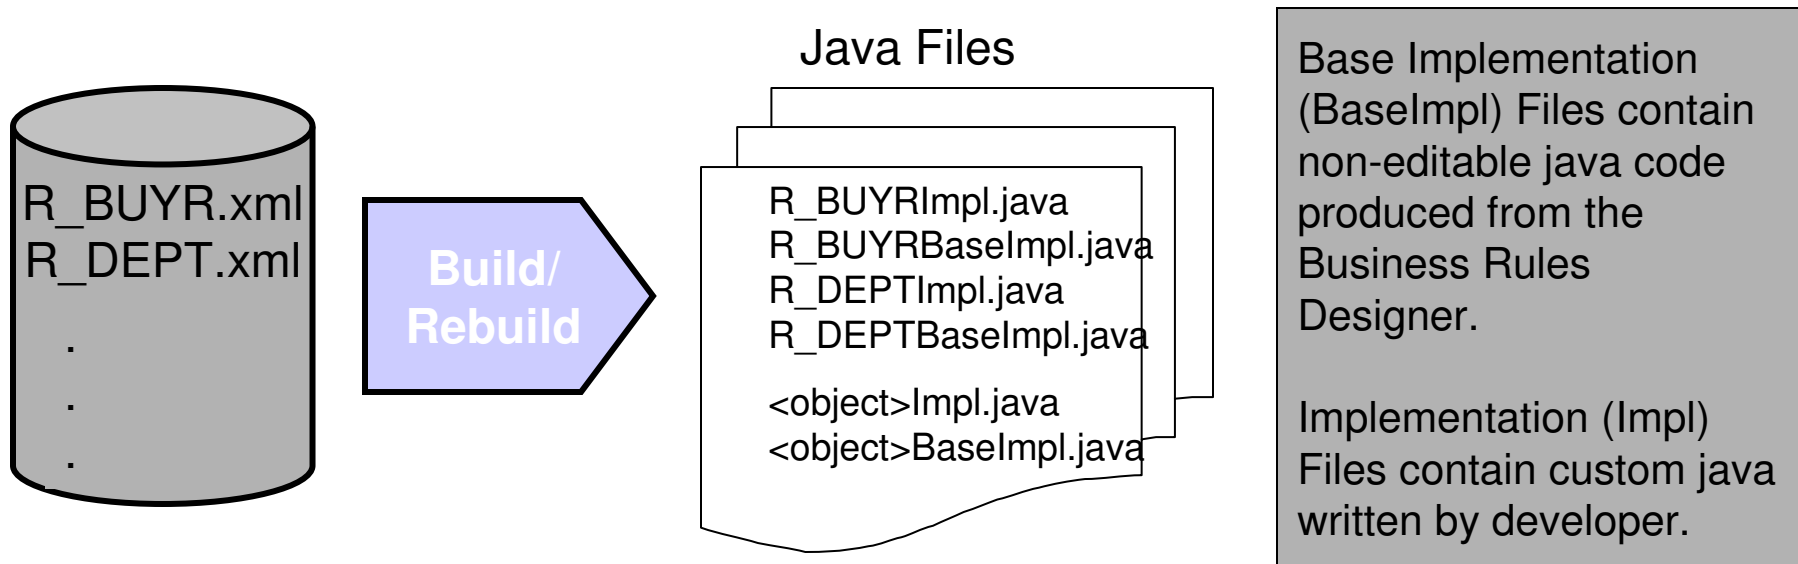 Java Files
R_BUYR.xml
R_DEPT.xml
.
.
.
Build/
Rebuild
R_BUYRImpl.java
R_BUYRBaseImpl.java
R_DEPTImpl.java
R_DEPTBaseImpl.java
<object>Impl.java
<object>BaseImpl.java
Base Implementation
(BaseImpl) Files contain
non-editable java code
produced from the
Business Rules
Designer.
Implementation (Impl)
Files contain custom java
written by developer.